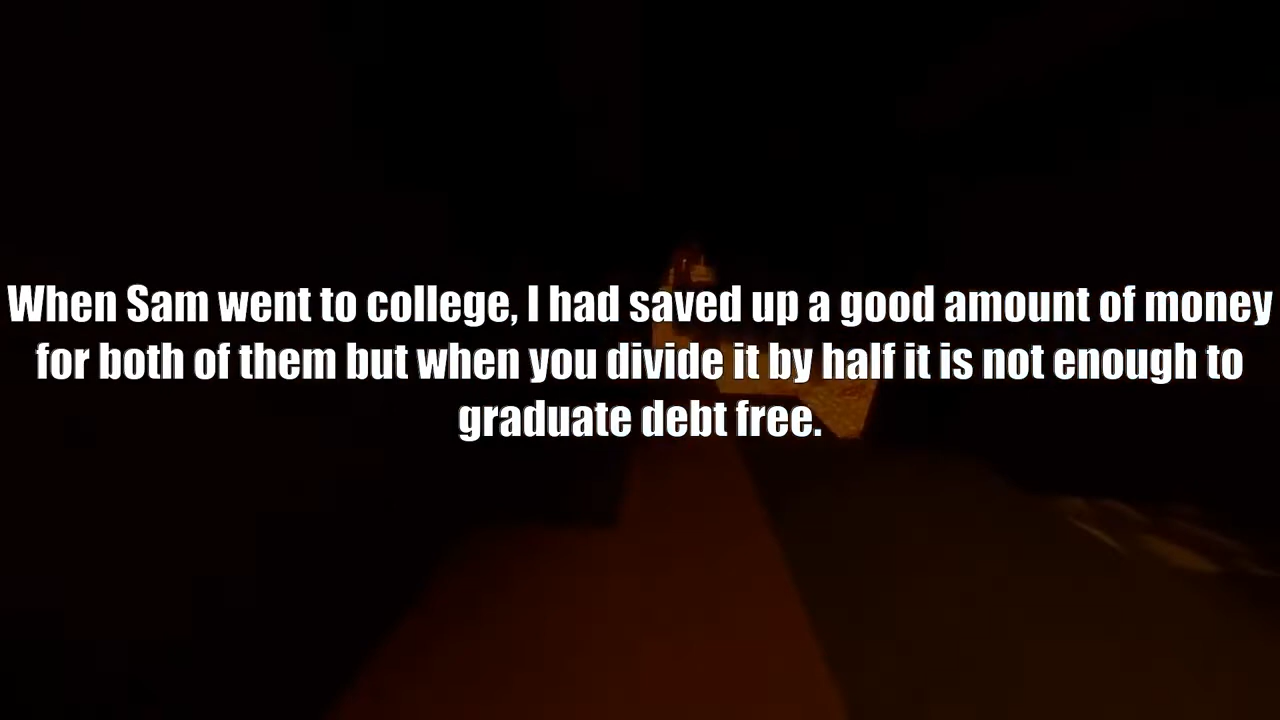 When Sam went to college, I had saved up a good amount of money
for both of them but when you divide it by half it is not enough to
graduate debt free.